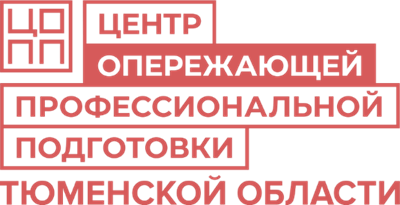 ЦО
ПП
ЦЕНТР
ОПЕРЕЖАЮЩЕЙ
ПРОФЕССИОНАЛЬНОЙ
ПОДГОТОВКИ
ТЮМЕНСКОЙ ОБЛАСТИ